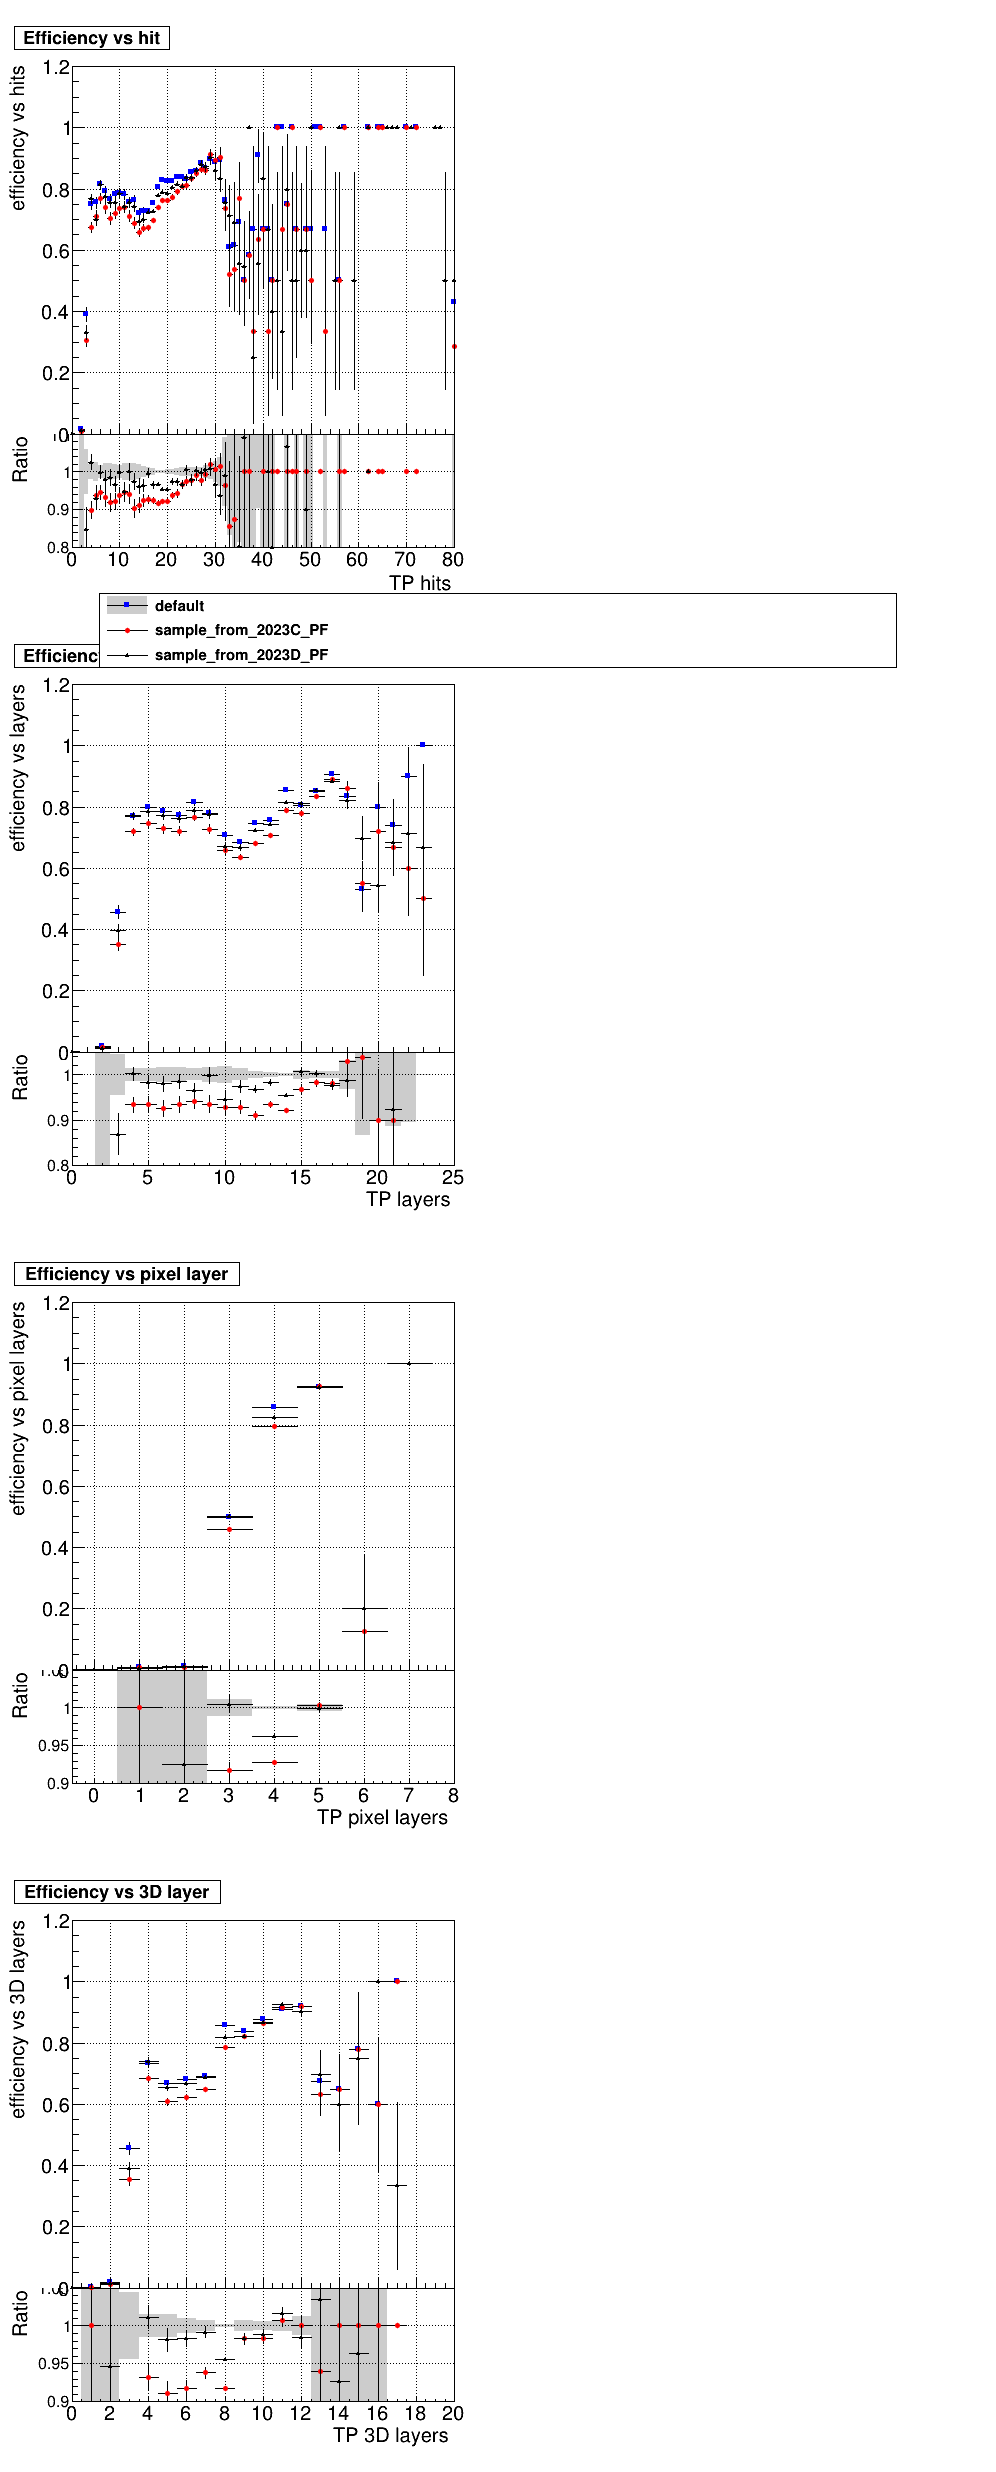 Efficiency vs hit
efficiency vs hits
1.2
1
0.8
0.6
0.4
0.2
0
Ratio
1
0.9
0.8
0 10 20 30 40 50 60 70 80
TP hits
default
sample_from_2023C_PF
sample_from_2023D_PF
efficiency vs layers
1.2
1
0.8
0.6
0.4
0.2
0
Ratio
1
0.9
0.8
0 5 10 15 20 25
TP layers
Efficiency vs pixel layer
efficiency vs pixel layers
1.2
1
0.8
0.6
0.4
0.2
0
Ratio
1
0.95
0.9
0 1 2 3 4 5 6 7 8
TP pixel layers
Efficiency vs 3D layer
efficiency vs 3D layers
1.2
1
0.8
0.6
0.4
0.2
0
Ratio
1
0.95
0.9
0 2 4 6 8 10 12 14 16 18 20
TP 3D layers